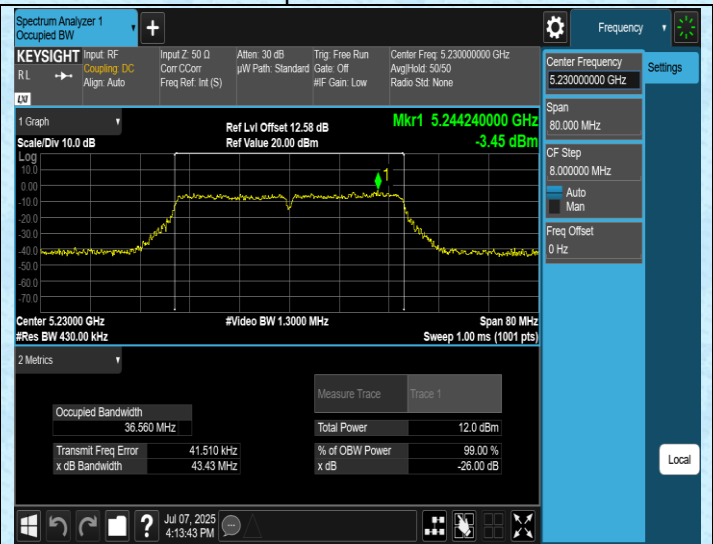 Spectrum Analyzer 1
Occupied BW
Frequency
KEYSIGHT
RL
Input: RF
Coupling: DC
Align: Auto
Input Z: 50 Ω
Corr CCorr
Freq Ref: Int (S)
Atten: 30 dB
µW Path: Standard
Trig: Free Run
Gate: Off
#IF Gain: Low
Center Freq: 5.230000000 GHz
Avg|Hold: 50/50
Radio Std: None
LXI
1 Graph
Scale/Div 10.0 dB
Ref Lvl Offset 12.58 dB
Ref Value 20.00 dBm
Mkr1 5.244240000 GHz
-3.45 dBm
Log
10.0
0.00
-10.0
-20.0
-30.0
-40.0
-50.0
-60.0
-70.0
1
Center 5.23000 GHz
#Res BW 430.00 kHz
#Video BW 1.3000 MHz
Span 80 MHz
Sweep 1.00 ms (1001 pts)
2 Metrics
Measure Trace Trace 1
Occupied Bandwidth
36.560 MHz
Total Power 12.0 dBm
Transmit Freq Error 41.510 kHz
% of OBW Power 99.00 %
x dB Bandwidth 43.43 MHz
x dB -26.00 dB
Center Frequency
5.230000000 GHz
Settings
Span
80.000 MHz
CF Step
8.000000 MHz
Auto
Man
Freq Offset
0 Hz
Local
?
Jul 07, 2025
4:13:43 PM